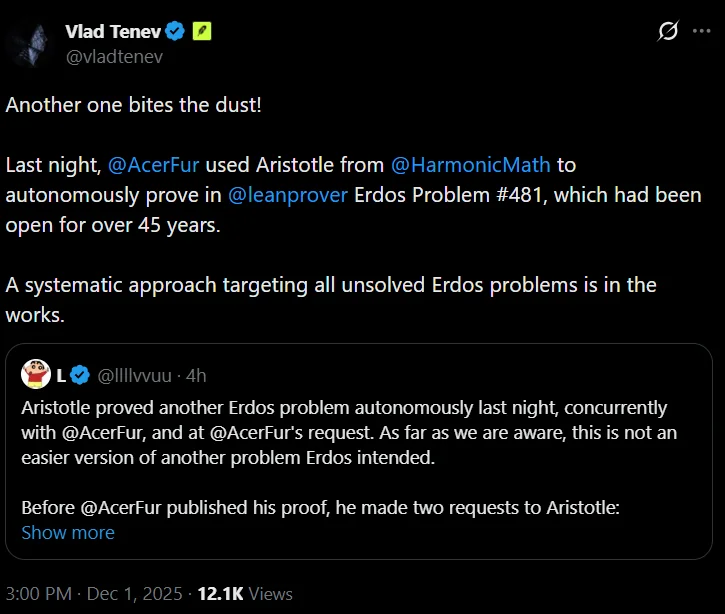 Vlad Tenev
@vladtenev
Another one bites the dust!
Last night, @AcerFur used Aristotle from @HarmonicMath to
autonomously prove in @leanprover Erdos Problem #481, which had been
open for over 45 years.
A systematic approach targeting all unsolved Erdos problems is in the
works.
L @llllvvuu · 4h
Aristotle proved another Erdos problem autonomously last night, concurrently
with @AcerFur, and at @AcerFur's request. As far as we are aware, this is not an
easier version of another problem Erdos intended.
Before @AcerFur published his proof, he made two requests to Aristotle:
Show more
3:00 PM · Dec 1, 2025 · 12.1K Views